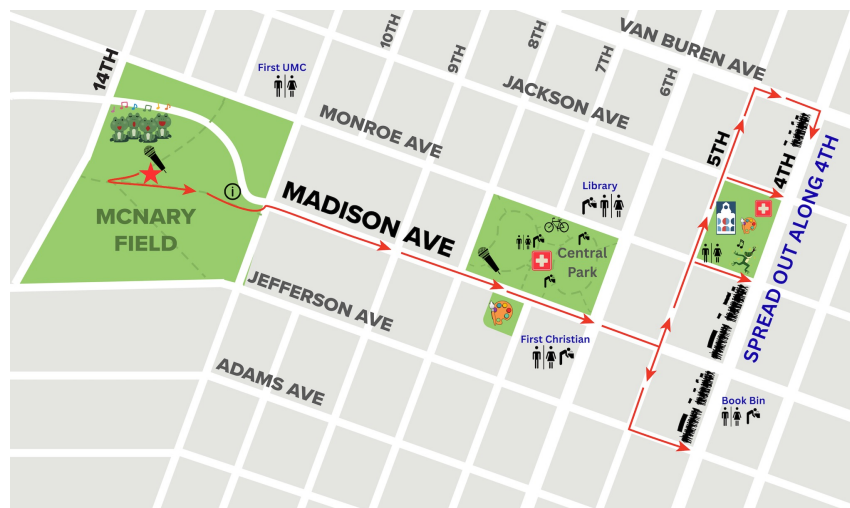 14TH
First UMC
10TH
9TH
8TH
7TH
6TH
VAN BUREN AVE
JACKSON AVE
MONROE AVE
5TH
4TH
MCNARY
FIELD
i
MADISON AVE
Library
Central
Park
SPREAD OUT ALONG 4TH
JEFFERSON AVE
First Christian
ADAMS AVE
Book Bin